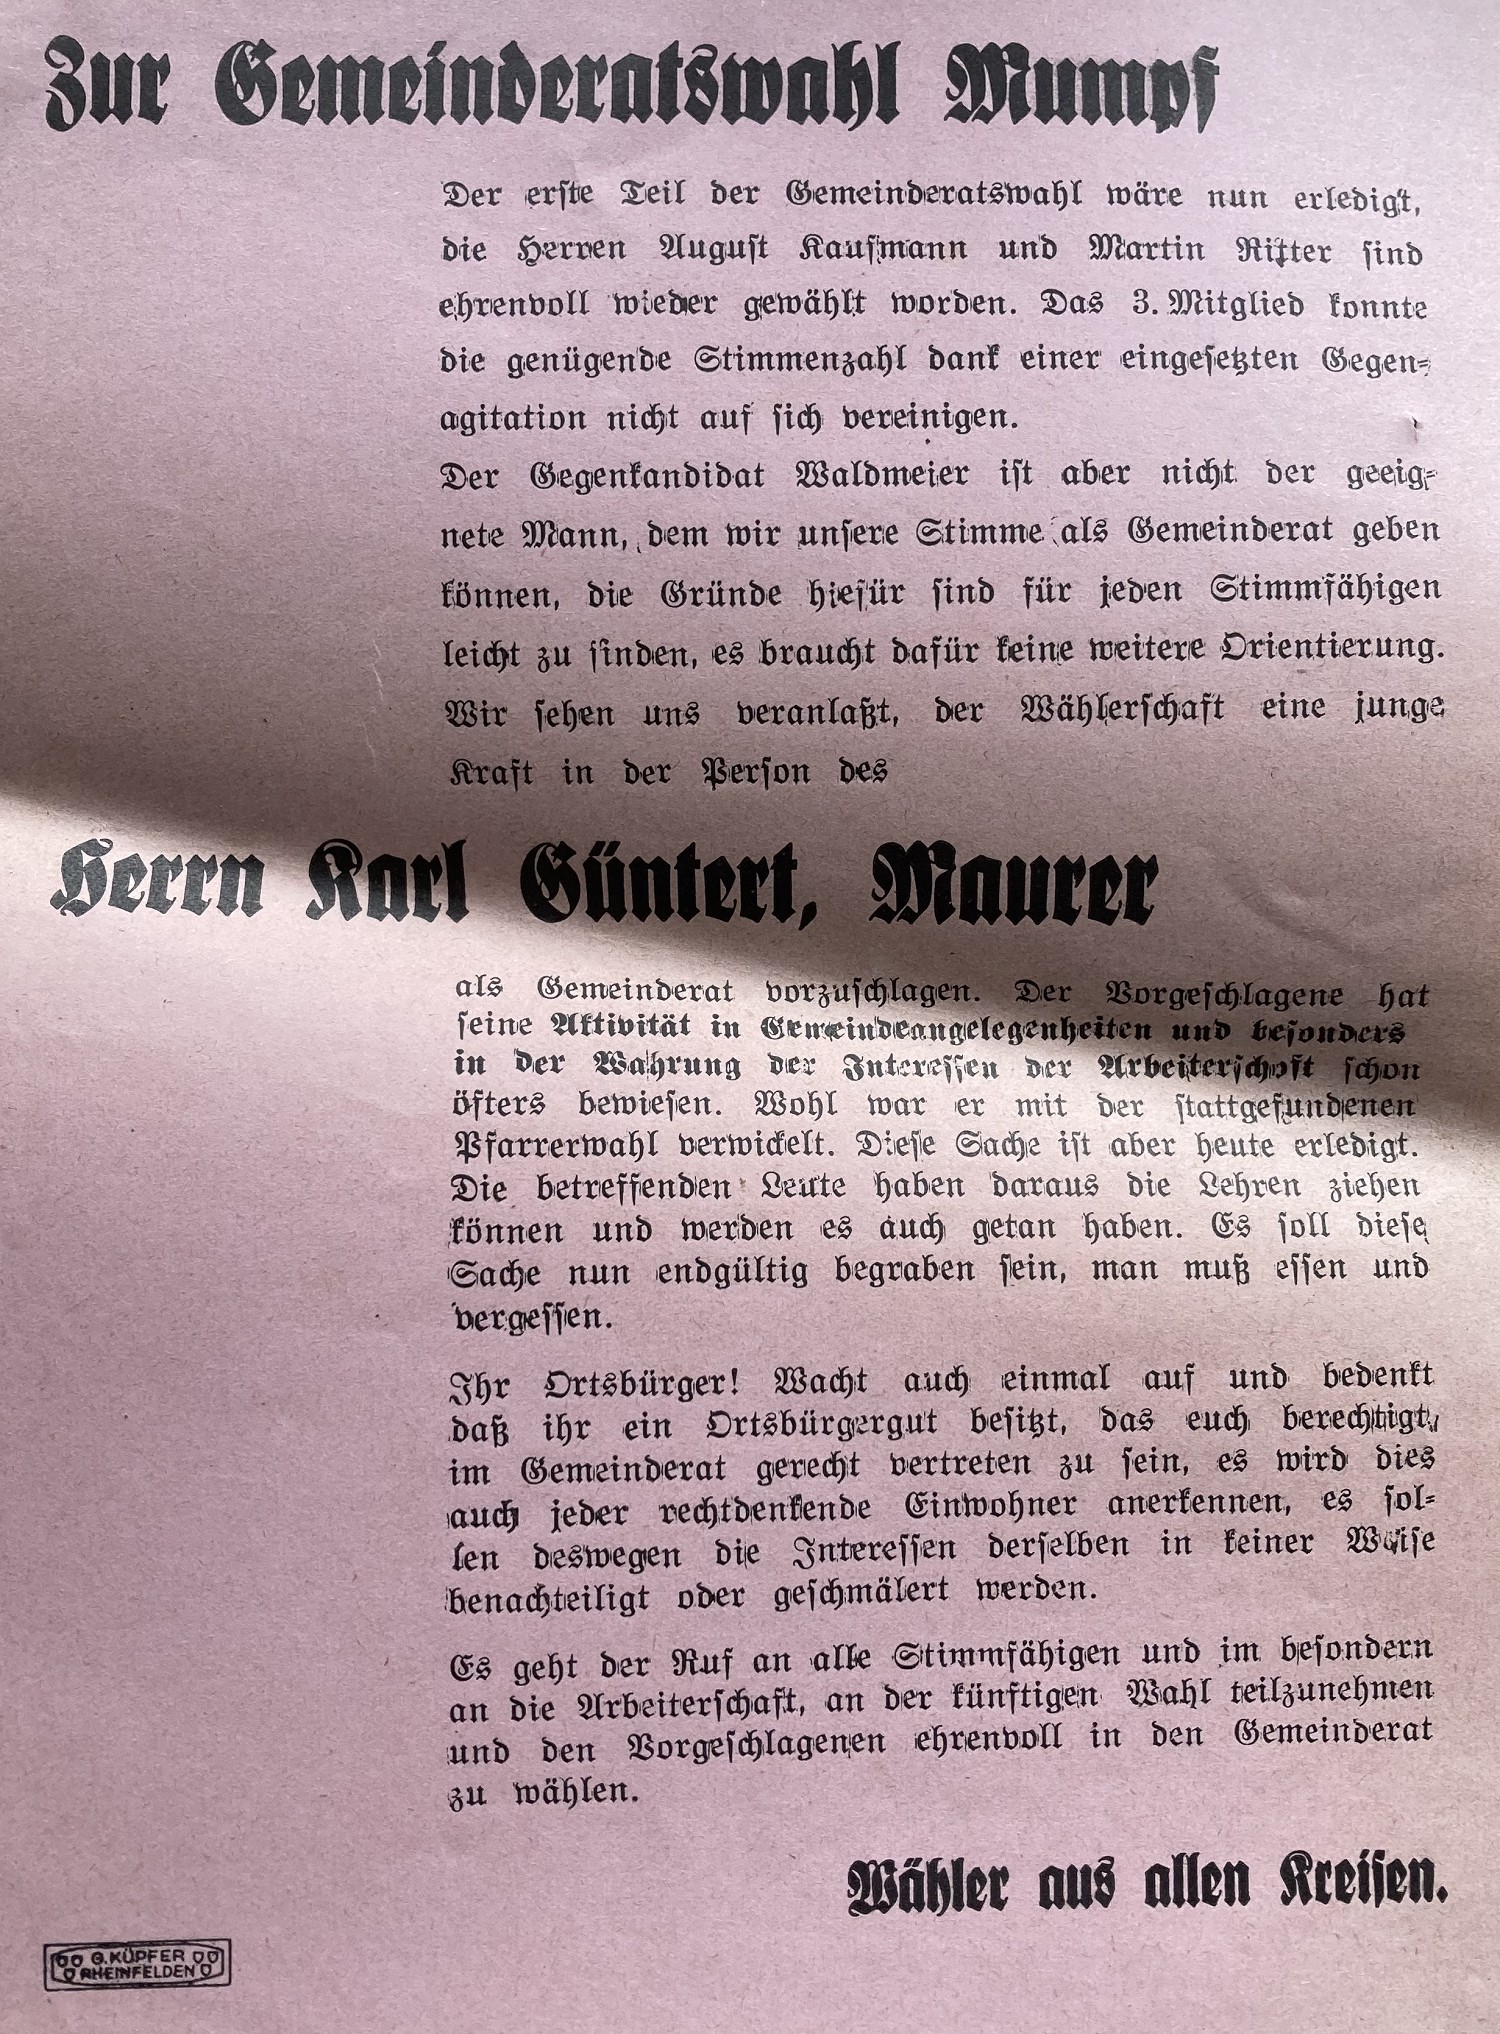 Zur Gemeinderatswahl Mumpf
Der erste Teil der Gemeinderatswahl wäre nun erledigt,
die Herren August Kaufmann und Martin Ritter sind
ehrenvoll wieder gewählt worden. Das 3. Mitglied konnte
die genügende Stimmenzahl dank einer eingesetzten Gegen-
agitation nicht auf sich vereinigen.
Der Gegenkandidat Waldmeier ist aber nicht der geeig-
nete Mann, dem wir unsere Stimme als Gemeinderat geben
können, die Gründe hiefür sind für jeden Stimmfähigen
leicht zu finden, es braucht dafür keine weitere Orientierung.
Wir sehen uns veranlaßt, der Wählerschaft eine junge
Kraft in der Person des
Herrn Karl Güntert, Maurer
als Gemeinderat vorzuschlagen. Der Vorgeschlagene hat
seine Aktivität in Gemeindeangelegenheiten und besonders
in der Wahrung der Interessen der Arbeiterschaft schon
öfters bewiesen. Wohl war er mit der stattgefundenen
Pfarrerwahl verwickelt. Diese Sache ist aber heute erledigt.
Die betreffenden Leute haben daraus die Lehren ziehen
können und werden es auch getan haben. Es soll diese
Sache nun endgültig begraben sein, man muß essen und
vergessen.
Ihr Ortsbürger! Wacht auch einmal auf und bedenkt
daß ihr ein Ortsbürgergut besitzt, das euch berechtigt,
im Gemeinderat gerecht vertreten zu sein, es wird dies
auch jeder rechtdenkende Einwohner anerkennen, es sol-
len deswegen die Interessen derselben in keiner Weise
benachteiligt oder geschmälert werden.
Es geht der Ruf an alle Stimmfähigen und im besondern
an die Arbeiterschaft, an der künftigen Wahl teilzunehmen
und den Vorgeschlagenen ehrenvoll in den Gemeinderat
zu wählen.
Wähler aus allen Kreisen.
G. KÜPFER
RHEINFELDEN